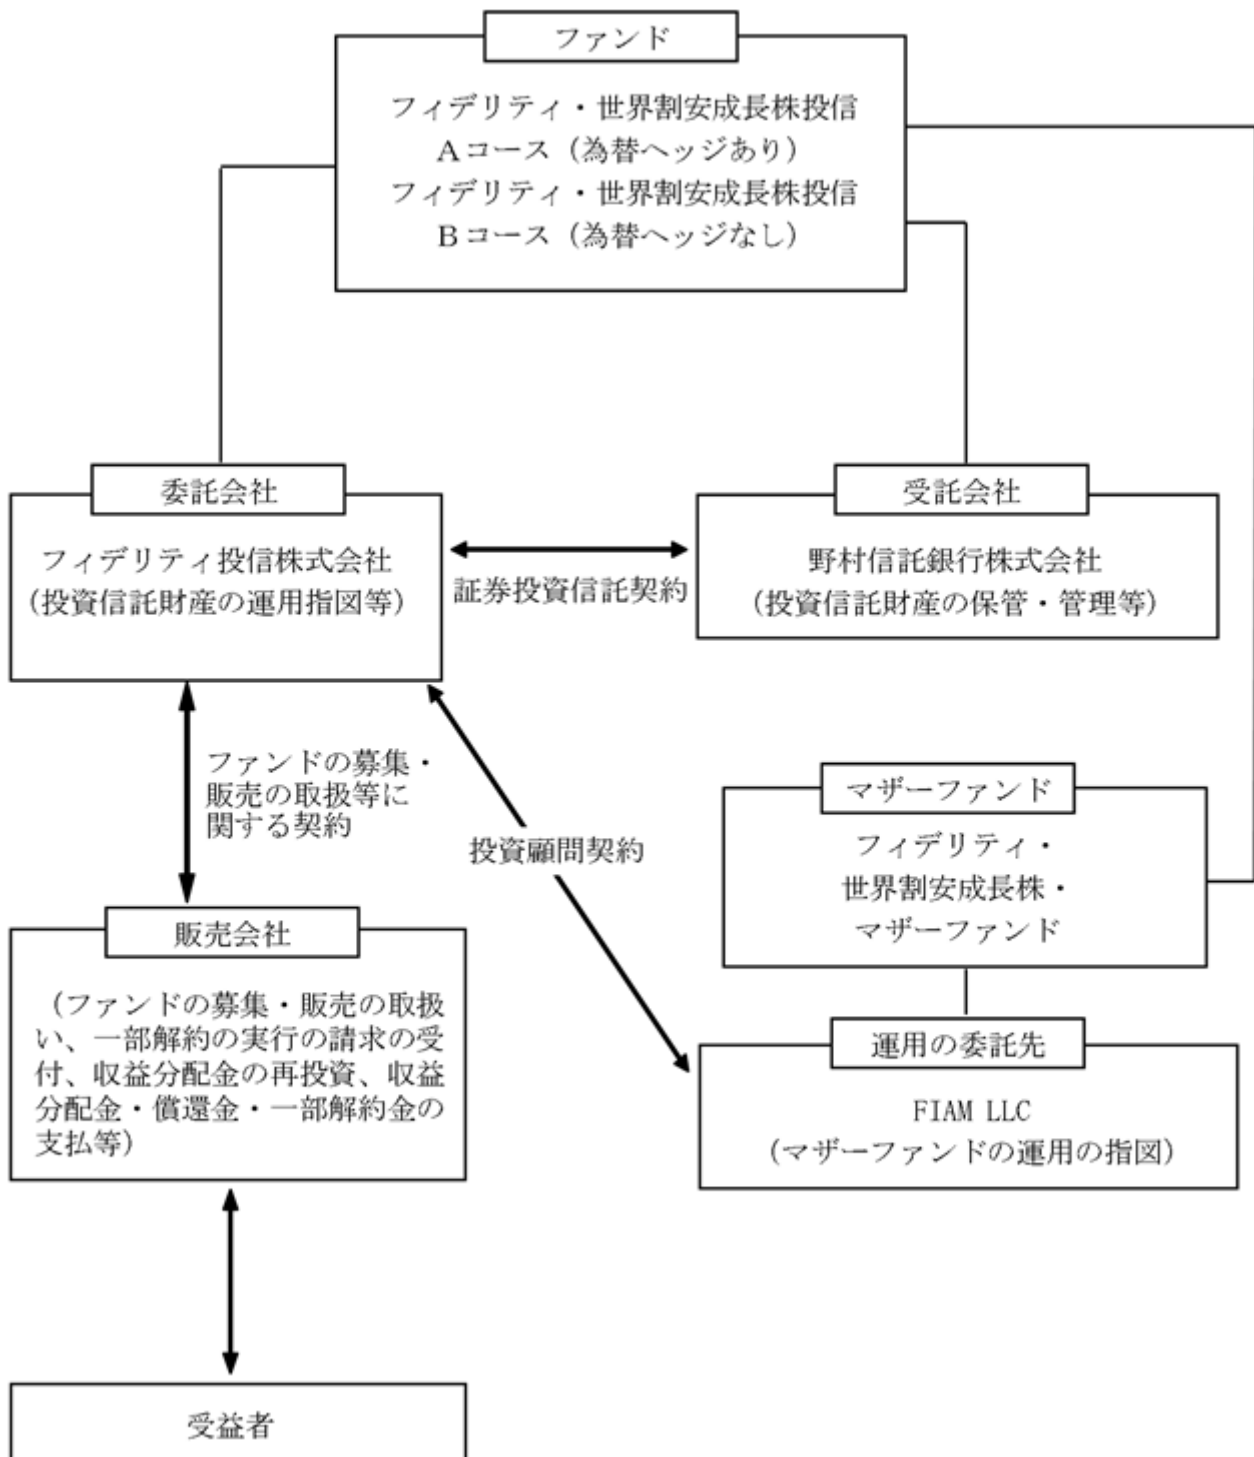 ファンド
フィデリティ・世界割安成長株投信
Aコース（為替ヘッジあり）
フィデリティ・世界割安成長株投信
Bコース（為替ヘッジなし）
委託会社
フィデリティ投信株式会社
（投資信託財産の運用指図等）
証券投資信託契約
受託会社
野村信託銀行株式会社
（投資信託財産の保管・管理等）
ファンドの募集・
販売の取扱等に
関する契約
投資顧問契約
マザーファンド
フィデリティ・
世界割安成長株・
マザーファンド
販売会社
（ファンドの募集・販売の取扱
い、一部解約の実行の請求の受
付、収益分配金の再投資、収益
分配金・償還金・一部解約金の
支払等）
運用の委託先
FIAM LLC
（マザーファンドの運用の指図）
受益者